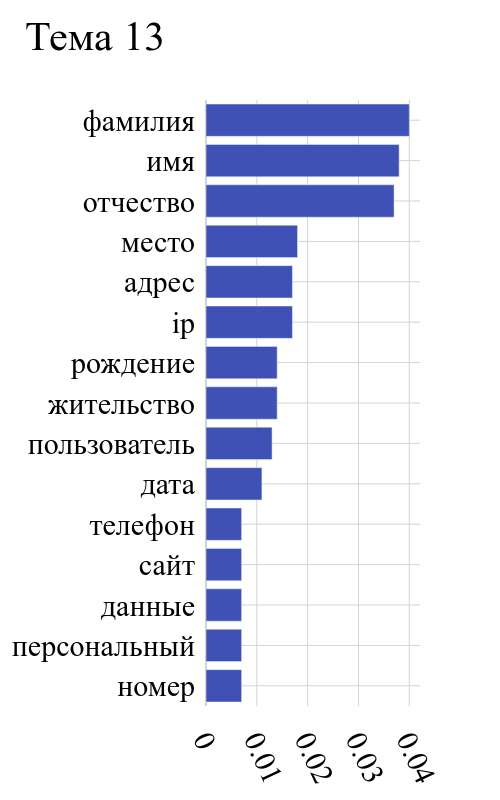 Тема 13
фамилия
имя
отчество
место
адрес
ip
рождение
жительство
пользователь
дата
телефон
сайт
данные
персональный
номер
0
0.01
0.02
0.03
0.04